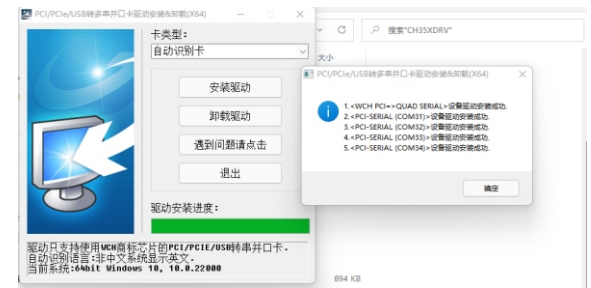 PCI/PCIe/USB转多串并口卡驱动安装&卸载(X64)
卡类型:
自动识别卡
安装驱动
卸载驱动
遇到问题请点击
退出
驱动安装进度:
驱动只支持使用WCH商标芯片的PCI/PCIE/USB转串并口卡.
自动识别语言:非中文系统显示英文.
当前系统:64bit Windows 10, 10.0.22000
搜索"CH35XDRV"
大小
PCI/PCIe/USB转多串并口卡驱动安装&卸载(X64)
1.<WCH PCI=>QUAD SERIAL>设备驱动安装成功.
2.<PCI-SERIAL (COM31)>设备驱动安装成功.
3.<PCI-SERIAL (COM32)>设备驱动安装成功.
4.<PCI-SERIAL (COM33)>设备驱动安装成功.
5.<PCI-SERIAL (COM34)>设备驱动安装成功.
确定
894 KB